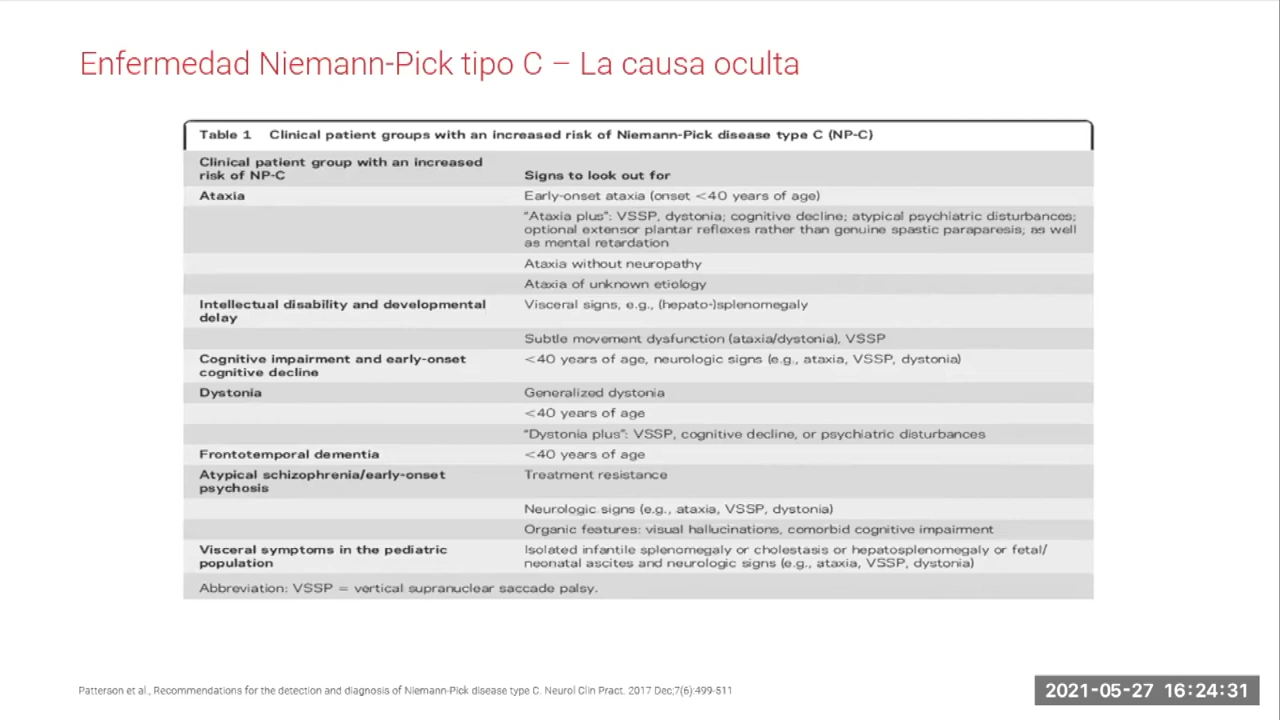 Enfermedad Niemann-Pick tipo C – La causa oculta
Table 1 Clinical patient groups with an increased risk of Niemann-Pick disease type C (NP-C)
Clinical patient group with an increased
risk of NP-C
Signs to look out for
Ataxia
Early-onset ataxia (onset <40 years of age)
"Ataxia plus": VSSP, dystonia; cognitive decline; atypical psychiatric disturbances;
optional extensor plantar reflexes rather than genuine spastic paraparesis; as well
as mental retardation
Ataxia without neuropathy
Ataxia of unknown etiology
Intellectual disability and developmental
delay
Visceral signs, e.g., (hepato-)splenomegaly
Subtle movement dysfunction (ataxia/dystonia), VSSP
Cognitive impairment and early-onset
cognitive decline
<40 years of age, neurologic signs (e.g., ataxia, VSSP, dystonia)
Dystonia
Generalized dystonia
<40 years of age
"Dystonia plus": VSSP, cognitive decline, or psychiatric disturbances
Frontotemporal dementia
<40 years of age
Atypical schizophrenia/early-onset
psychosis
Treatment resistance
Neurologic signs (e.g., ataxia, VSSP, dystonia)
Organic features: visual hallucinations, comorbid cognitive impairment
Visceral symptoms in the pediatric
population
Isolated infantile splenomegaly or cholestasis or hepatosplenomegaly or fetal/
neonatal ascites and neurologic signs (e.g., ataxia, VSSP, dystonia)
Abbreviation: VSSP = vertical supranuclear saccade palsy.
Patterson et al., Recommendations for the detection and diagnosis of Niemann-Pick disease type C. Neurol Clin Pract. 2017 Dec;7(6):499-511
2021-05-27 16:24:31